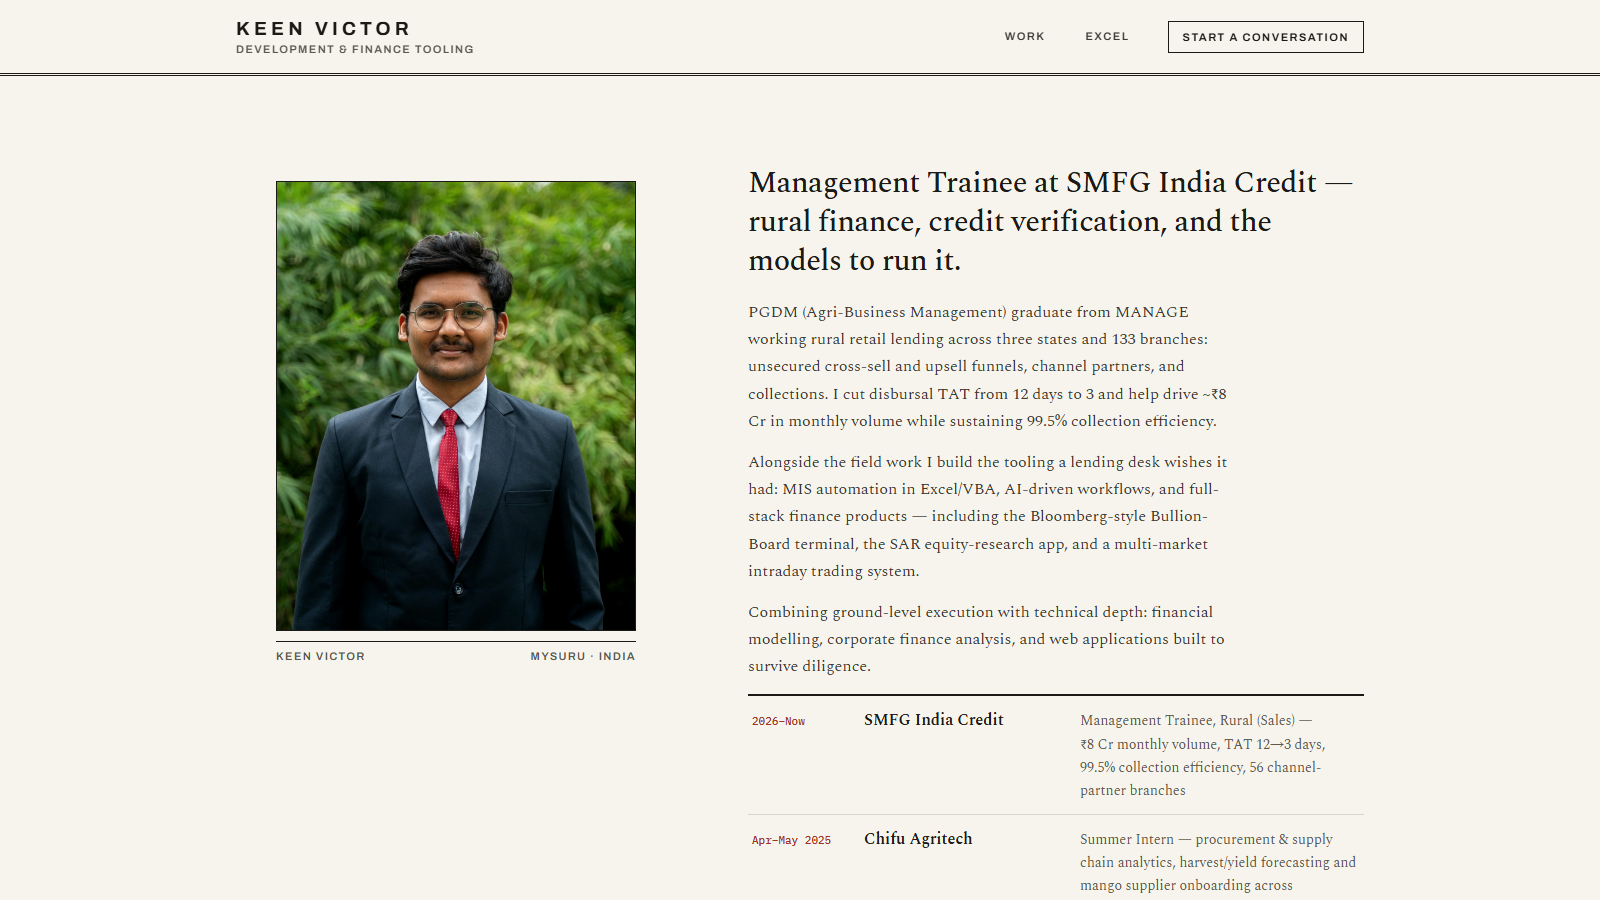 KEEN VICTOR
DEVELOPMENT & FINANCE TOOLING
WORK
EXCEL
START A CONVERSATION
KEEN VICTOR
MYSURU · INDIA
Management Trainee at SMFG India Credit —
rural finance, credit verification, and the
models to run it.
PGDM (Agri-Business Management) graduate from MANAGE
working rural retail lending across three states and 133 branches:
unsecured cross-sell and upsell funnels, channel partners, and
collections. I cut disbursal TAT from 12 days to 3 and help drive ~₹8
Cr in monthly volume while sustaining 99.5% collection efficiency.
Alongside the field work I build the tooling a lending desk wishes it
had: MIS automation in Excel/VBA, AI-driven workflows, and full-
stack finance products — including the Bloomberg-style Bullion-
Board terminal, the SAR equity-research app, and a multi-market
intraday trading system.
Combining ground-level execution with technical depth: financial
modelling, corporate finance analysis, and web applications built to
survive diligence.
2026–Now
SMFG India Credit
Management Trainee, Rural (Sales) —
₹8 Cr monthly volume, TAT 12→3 days,
99.5% collection efficiency, 56 channel-
partner branches
Apr–May 2025
Chifu Agritech
Summer Intern — procurement & supply
chain analytics, harvest/yield forecasting and
mango supplier onboarding across